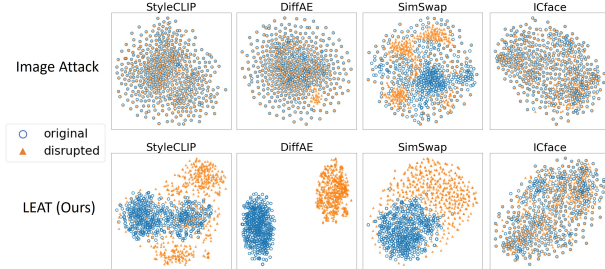 StyleCLIP DiffAE SimSwap ICface
Image Attack
original
disrupted
StyleCLIP DiffAE SimSwap ICface
LEAT (Ours)